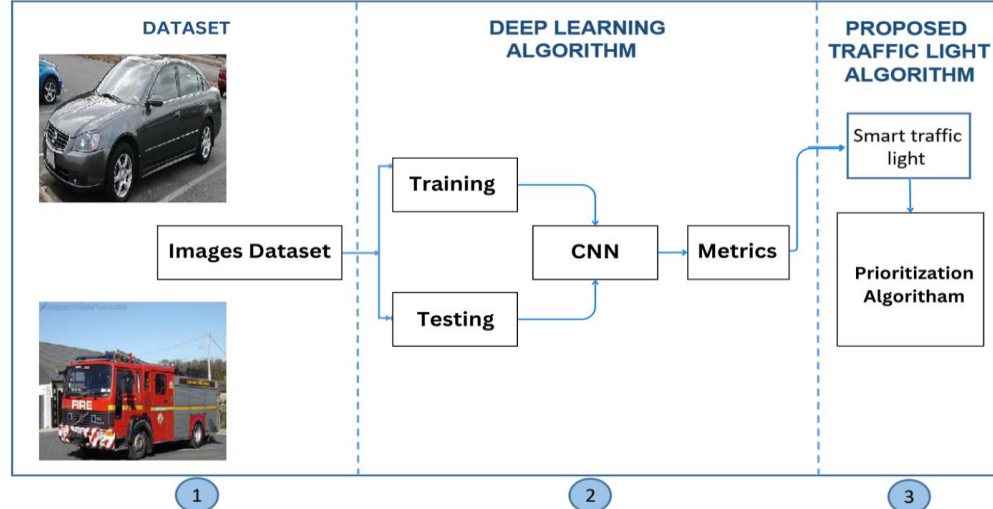 DATASET
DEEP LEARNING
ALGORITHM
PROPOSED
TRAFFIC LIGHT
ALGORITHM
Images Dataset
Training
Testing
CNN
Metrics
Smart traffic
light
Prioritization
Algoritham
FIRE
1
2
3